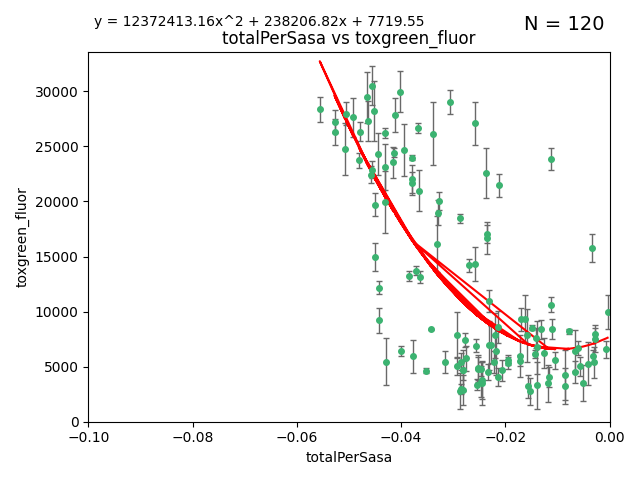 y = 12372413.16x^2 + 238206.82x + 7719.55
N = 120
totalPerSasa vs toxgreen_fluor
30000
25000
20000
15000
10000
5000
0
toxgreen_fluor
−0.10
−0.08
−0.06
−0.04
−0.02
0.00
totalPerSasa